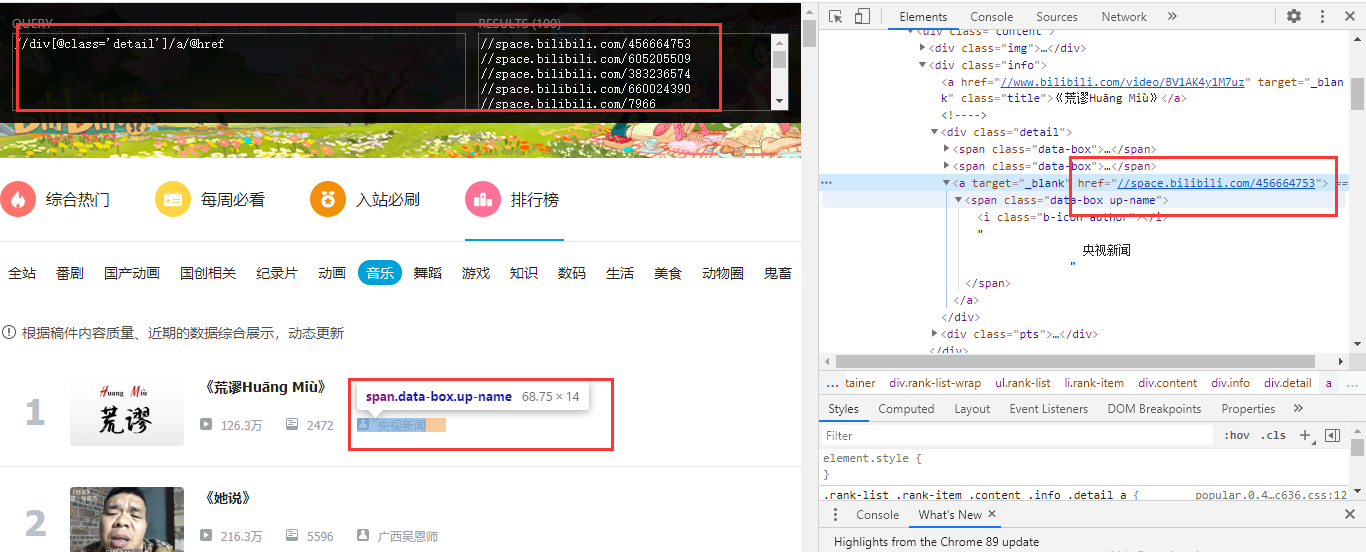 QUERY
RESULTS (100)
//div[@class='detail']/a/@href
//space.bilibili.com/456664753
//space.bilibili.com/605205509
//space.bilibili.com/383236574
//space.bilibili.com/660024390
//space.bilibili.com/7966
综合热门
每周必看
入站必刷
排行榜
全站 番剧 国产动画 国创相关 纪录片 动画 音乐 舞蹈 游戏 知识 数码 生活 美食 动物圈 鬼畜
根据稿件内容质量、近期的数据综合展示，动态更新
1
Huang Miù
荒谬
《荒谬Huāng Miù》
span.data-box.up-name 68.75 × 14
126.3万 2472 央视新闻
2
《她说》
216.3万 5596 广西吴恩师
Elements Console Sources Network »
<div class="content">
<div class="img">…</div>
<div class="info">
<a href="//www.bilibili.com/video/BV1AK4y1M7uz" target="_blan
k" class="title">《荒谬Huāng Miù》</a>
<!---->
<div class="detail">
<span class="data-box">…</span>
<span class="data-box">…</span>
<a target="_blank" href="//space.bilibili.com/456664753"> ==
<span class="data-box up-name">
<i class="b-icon author"></i>
"
央视新闻
"
</span>
</a>
</div>
<div class="pts">…</div>
</div>
… tainer div.rank-list-wrap ul.rank-list li.rank-item div.content div.info div.detail a …
Styles Computed Layout Event Listeners DOM Breakpoints Properties »
Filter :hov .cls +
element.style {
}
.rank-list .rank-item .content .info .detail a { popular.0.4…c636.css:12
Console What's New ×
Highlights from the Chrome 89 update